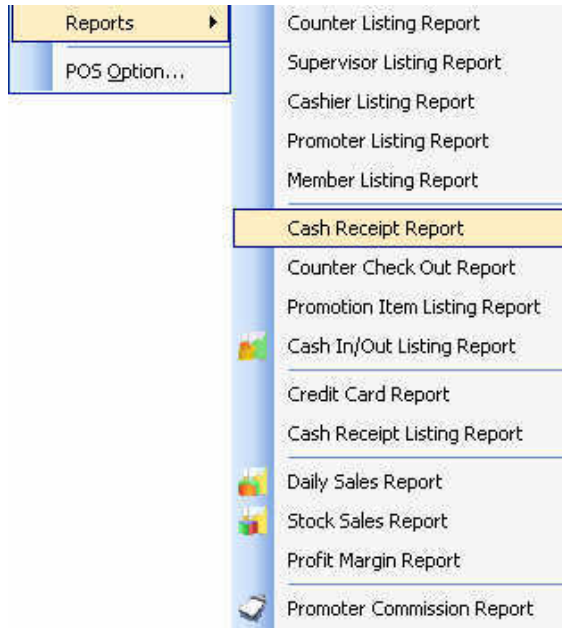 Reports
POS Option...
Counter Listing Report
Supervisor Listing Report
Cashier Listing Report
Promoter Listing Report
Member Listing Report
Cash Receipt Report
Counter Check Out Report
Promotion Item Listing Report
Cash In/Out Listing Report
Credit Card Report
Cash Receipt Listing Report
Daily Sales Report
Stock Sales Report
Profit Margin Report
Promoter Commission Report